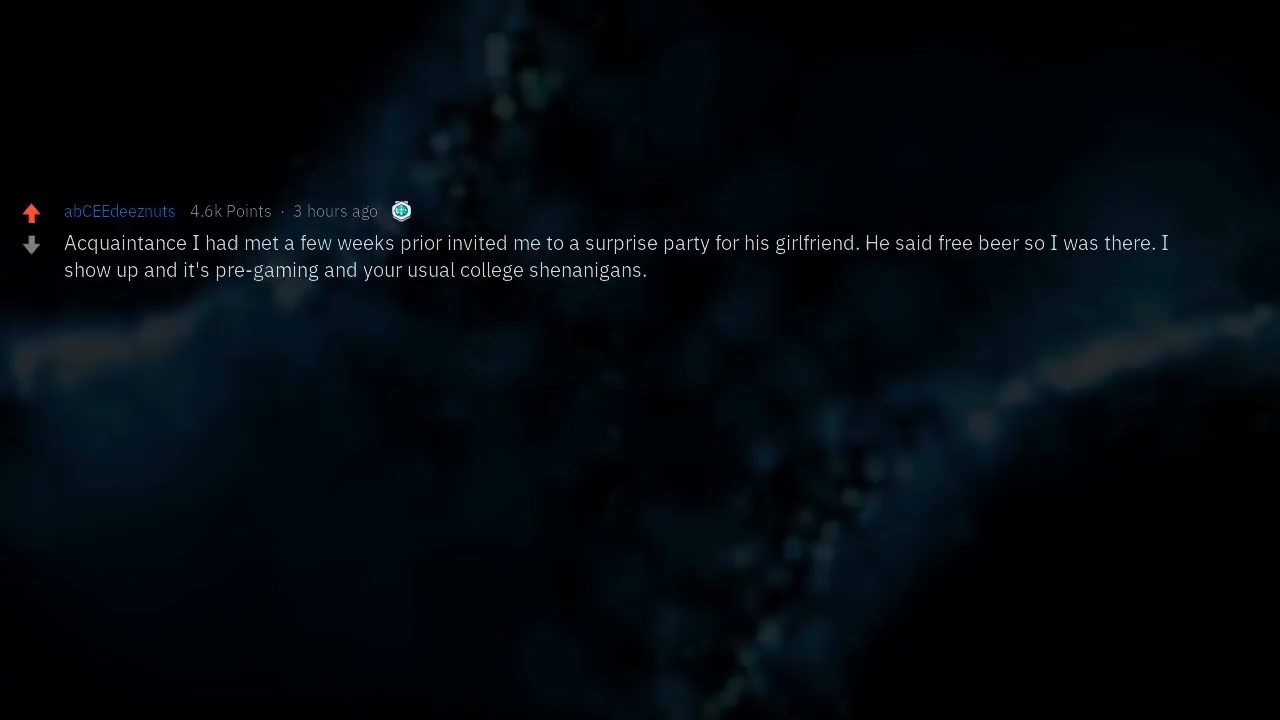 abCEEdeeznuts 4.6k Points · 3 hours ago
Acquaintance I had met a few weeks prior invited me to a surprise party for his girlfriend. He said free beer so I was there. I
show up and it's pre-gaming and your usual college shenanigans.